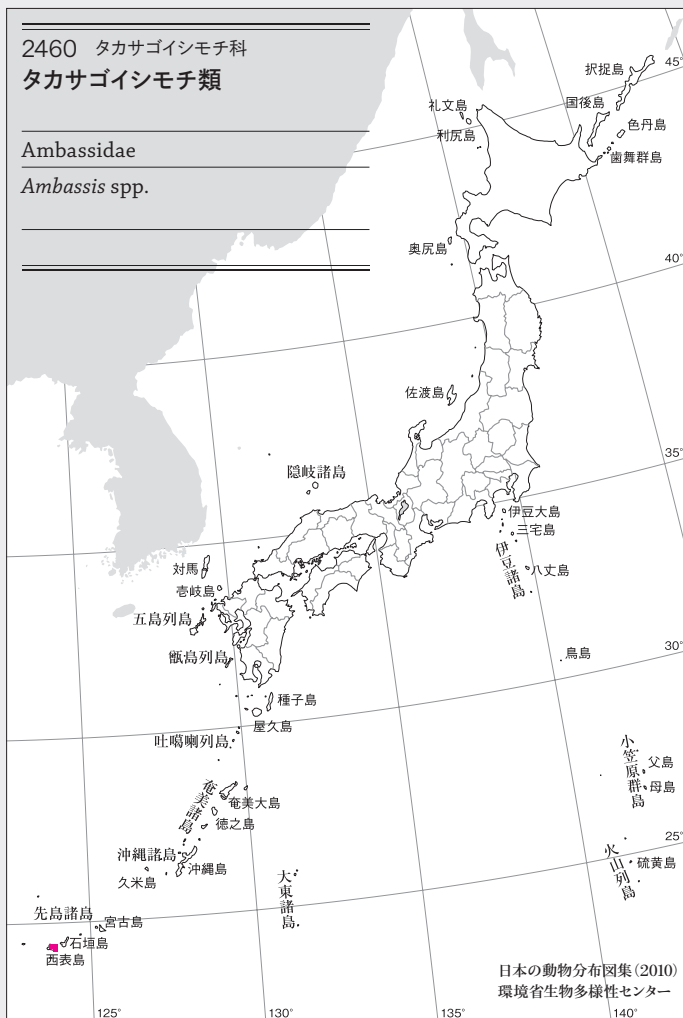 2460 タカサゴイシモチ科
タカサゴイシモチ類
Ambassidae
Ambassis spp.
択捉島
45°
国後島
礼文島
色丹島
利尻島
歯舞群島
奥尻島
40°
佐渡島
35°
隠岐諸島
伊豆大島
三宅島
伊豆諸島
八丈島
対馬
壱岐島
五島列島
甑島列島
鳥島
30°
種子島
屋久島
吐噶喇列島
小笠原群島
父島
母島
奄美諸島
奄美大島
徳之島
25°
沖縄諸島
沖縄島
久米島
大東諸島
火山列島
硫黄島
先島諸島
宮古島
石垣島
西表島
日本の動物分布図集(2010)
環境省生物多様性センター
125°
130°
135°
140°